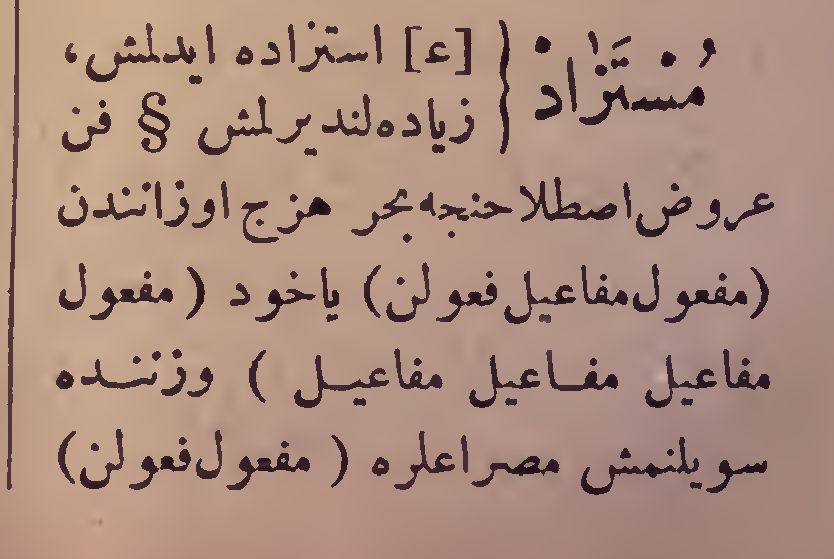 مُسْتَزَادْ { [ع] استزاده ایدلمش،
زیاده‌لندیرلمش § فن
عروض اصطلاحنجه بحر هزج اوزانندن
(مفعول مفاعیل فعولن) یاخود (مفعول
مفاعیل مفاعیل مفاعیل) وزننده
سویلنمش مصراعلره (مفعول فعولن)